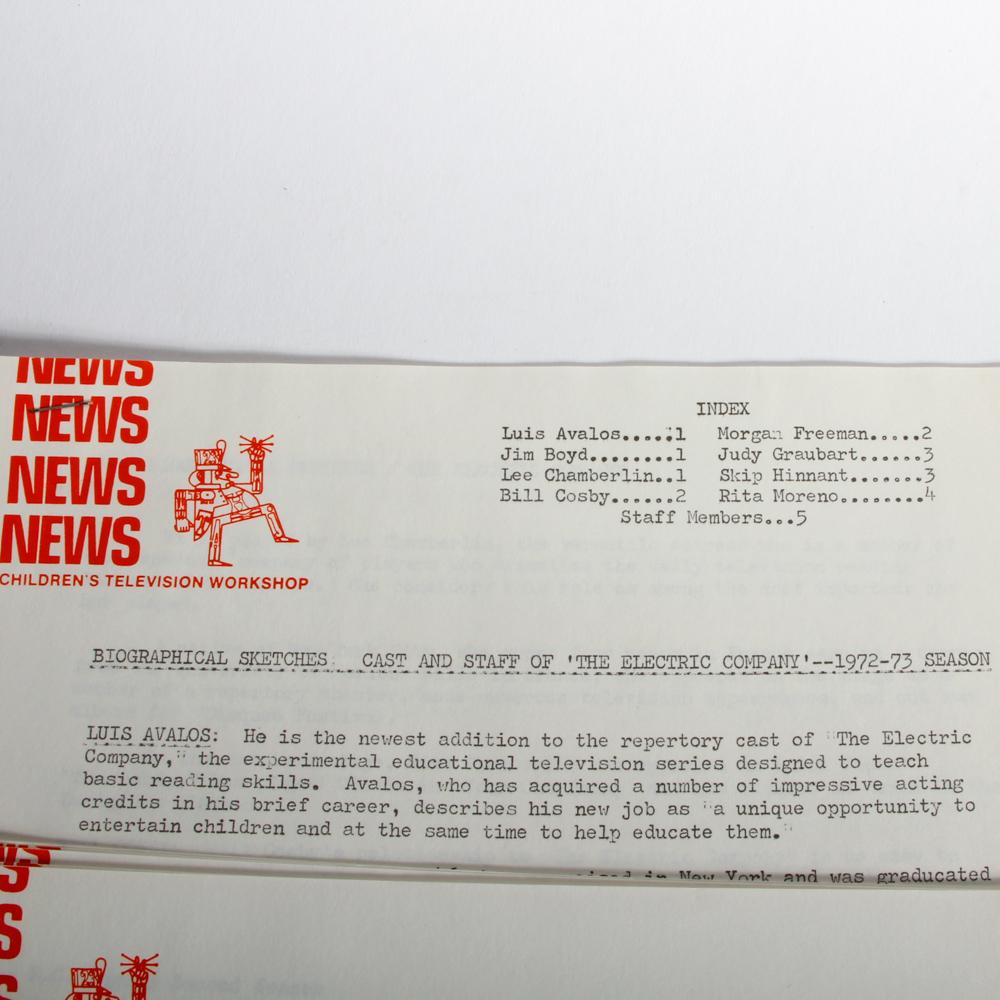 NEWS
NEWS
NEWS
NEWS
CHILDREN'S TELEVISION WORKSHOP
INDEX
Luis Avalos.....1 Morgan Freeman.....2
Jim Boyd.........1 Judy Graubart......3
Lee Chamberlin..1 Skip Hinnant.......3
Bill Cosby......2 Rita Moreno........4
Staff Members...5
BIOGRAPHICAL SKETCHES: CAST AND STAFF OF 'THE ELECTRIC COMPANY'--1972-73 SEASON
LUIS AVALOS: He is the newest addition to the repertory cast of "The Electric
Company," the experimental educational television series designed to teach
basic reading skills. Avalos, who has acquired a number of impressive acting
credits in his brief career, describes his new job as "a unique opportunity to
entertain children and at the same time to help educate them."
in New York and was graduated